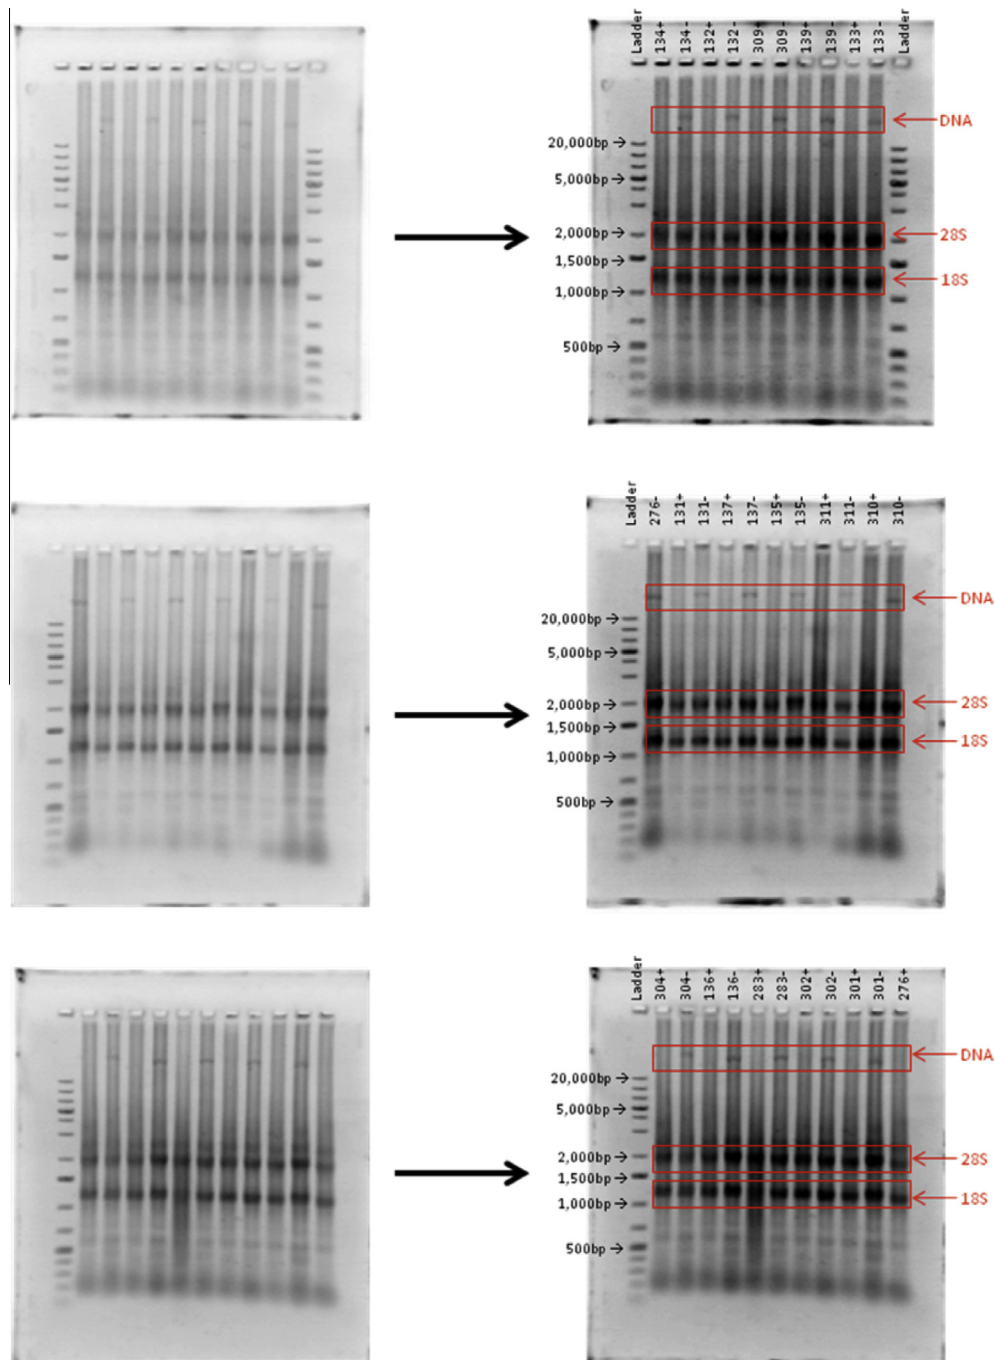 Ladder 134+ 134- 132+ 132- 309+ 309- 139+ 139- 133+ 133- Ladder
DNA
20,000bp →
5,000bp →
2,000bp →
28S
1,500bp →
18S
1,000bp →
500bp →
Ladder 276- 131+ 131- 137+ 137- 135+ 135- 311+ 311- 310+ 310-
DNA
20,000bp →
5,000bp →
28S
2,000bp →
1,500bp →
18S
1,000bp →
500bp →
Ladder 304+ 304- 136+ 136- 283+ 283- 302+ 302- 301+ 301- 276+
DNA
20,000bp →
5,000bp →
2,000bp →
28S
1,500bp →
18S
1,000bp →
500bp →